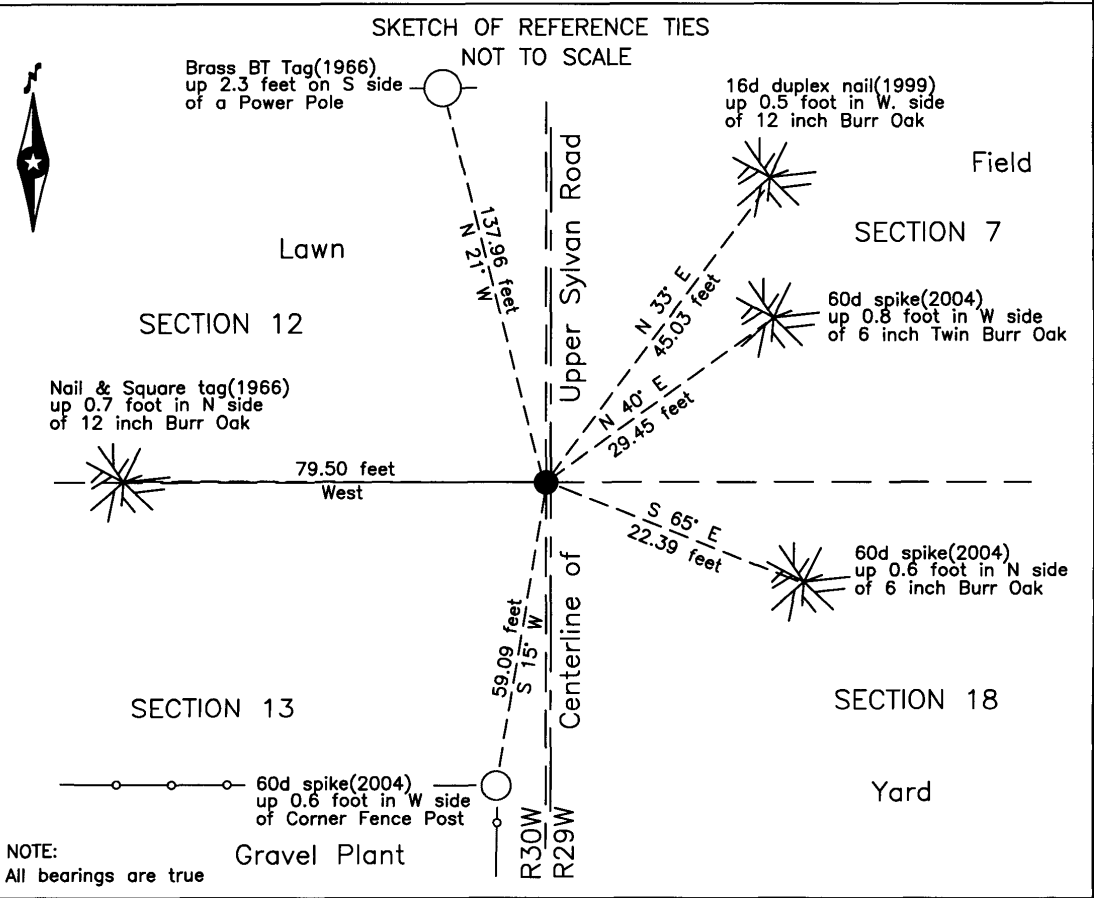 SKETCH OF REFERENCE TIES
NOT TO SCALE
N
Brass BT Tag(1966)
up 2.3 feet on S side
of a Power Pole
16d duplex nail(1999)
up 0.5 foot in W. side
of 12 inch Burr Oak
Field
SECTION 7
Lawn
SECTION 12
137.96 feet
N 21° W
Upper Sylvan Road
N 33° E
45.03 feet
60d spike(2004)
up 0.8 foot in W side
of 6 inch Twin Burr Oak
N 40° E
29.45 feet
Nail & Square tag(1966)
up 0.7 foot in N side
of 12 inch Burr Oak
79.50 feet
West
S 65° E
22.39 feet
60d spike(2004)
up 0.6 foot in N side
of 6 inch Burr Oak
59.09 feet
S 15° W
Centerline of
SECTION 13
SECTION 18
60d spike(2004)
up 0.6 foot in W side
of Corner Fence Post
Yard
R30W
R29W
NOTE:
All bearings are true
Gravel Plant